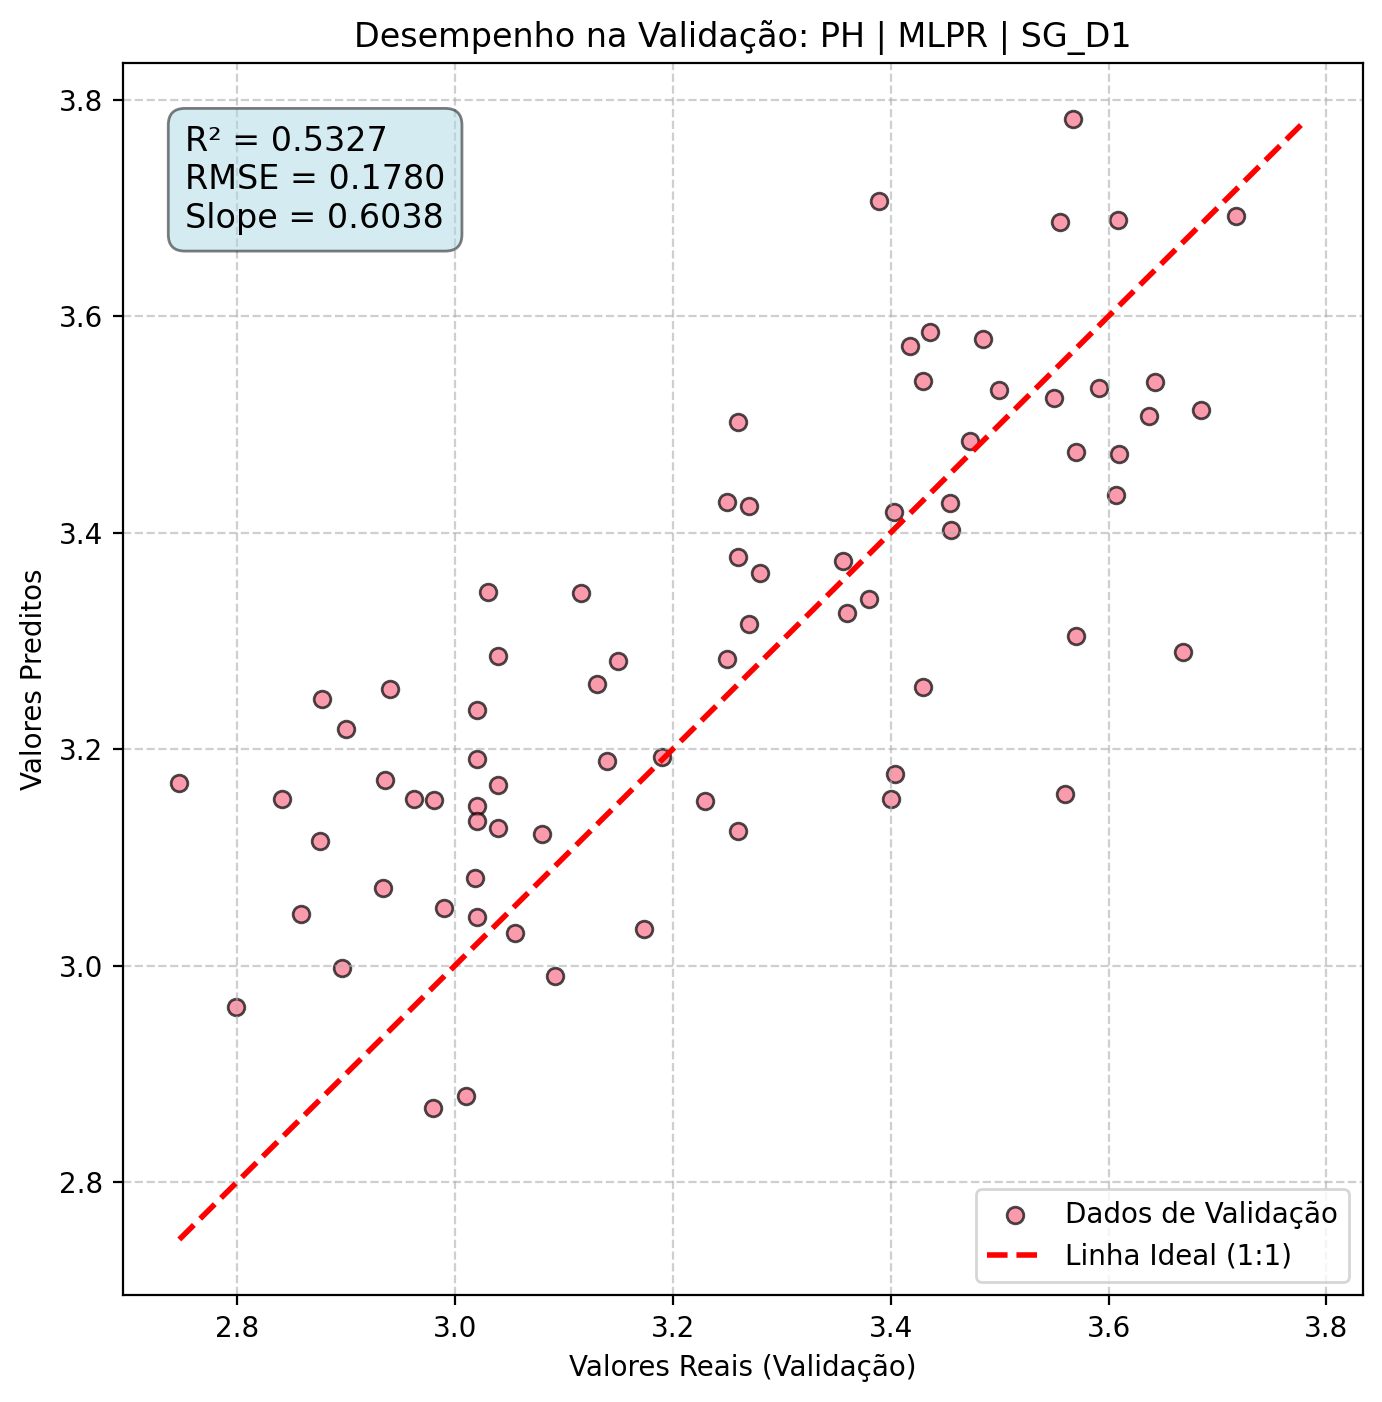 Desempenho na Validação: PH | MLPR | SG_D1
R² = 0.5327
RMSE = 0.1780
Slope = 0.6038
3.8
3.6
3.4
3.2
3.0
2.8
Valores Preditos
Dados de Validação
Linha Ideal (1:1)
2.8 3.0 3.2 3.4 3.6 3.8
Valores Reais (Validação)